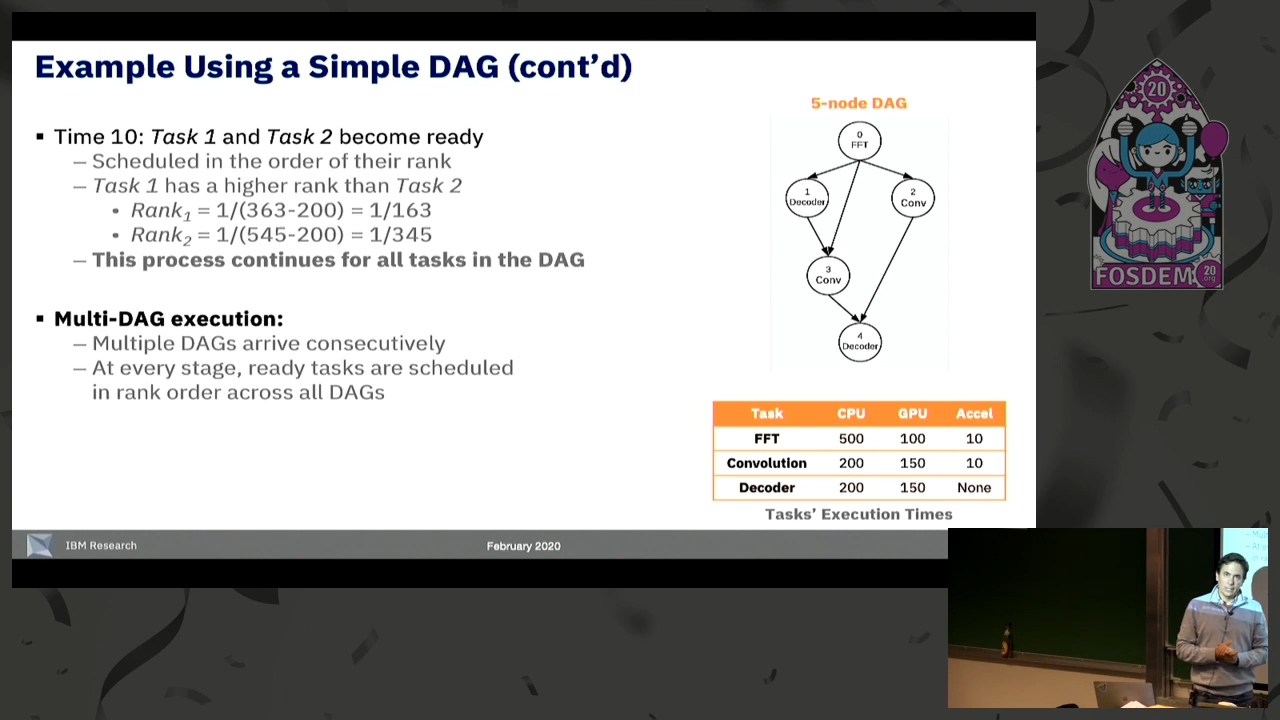 Example Using a Simple DAG (cont’d)
▪ Time 10: Task 1 and Task 2 become ready
– Scheduled in the order of their rank
– Task 1 has a higher rank than Task 2
• Rank1 = 1/(363-200) = 1/163
• Rank2 = 1/(545-200) = 1/345
– This process continues for all tasks in the DAG
▪ Multi-DAG execution:
– Multiple DAGs arrive consecutively
– At every stage, ready tasks are scheduled
in rank order across all DAGs
5-node DAG
0
FFT
1
Decoder
2
Conv
3
Conv
4
Decoder
Task CPU GPU Accel
FFT 500 100 10
Convolution 200 150 10
Decoder 200 150 None
Tasks’ Execution Times
IBM Research
February 2020
20
FOSDEM
20
.org